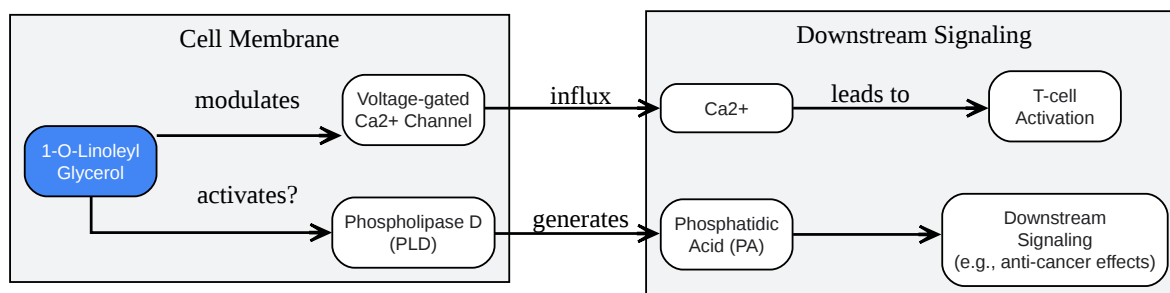 Cell Membrane
Downstream Signaling
modulates
Voltage-gated
Ca2+ Channel
influx
Ca2+
leads to
T-cell
Activation
1-O-Linoleyl
Glycerol
activates?
Phospholipase D
(PLD)
generates
Phosphatidic
Acid (PA)
Downstream
Signaling
(e.g., anti-cancer effects)